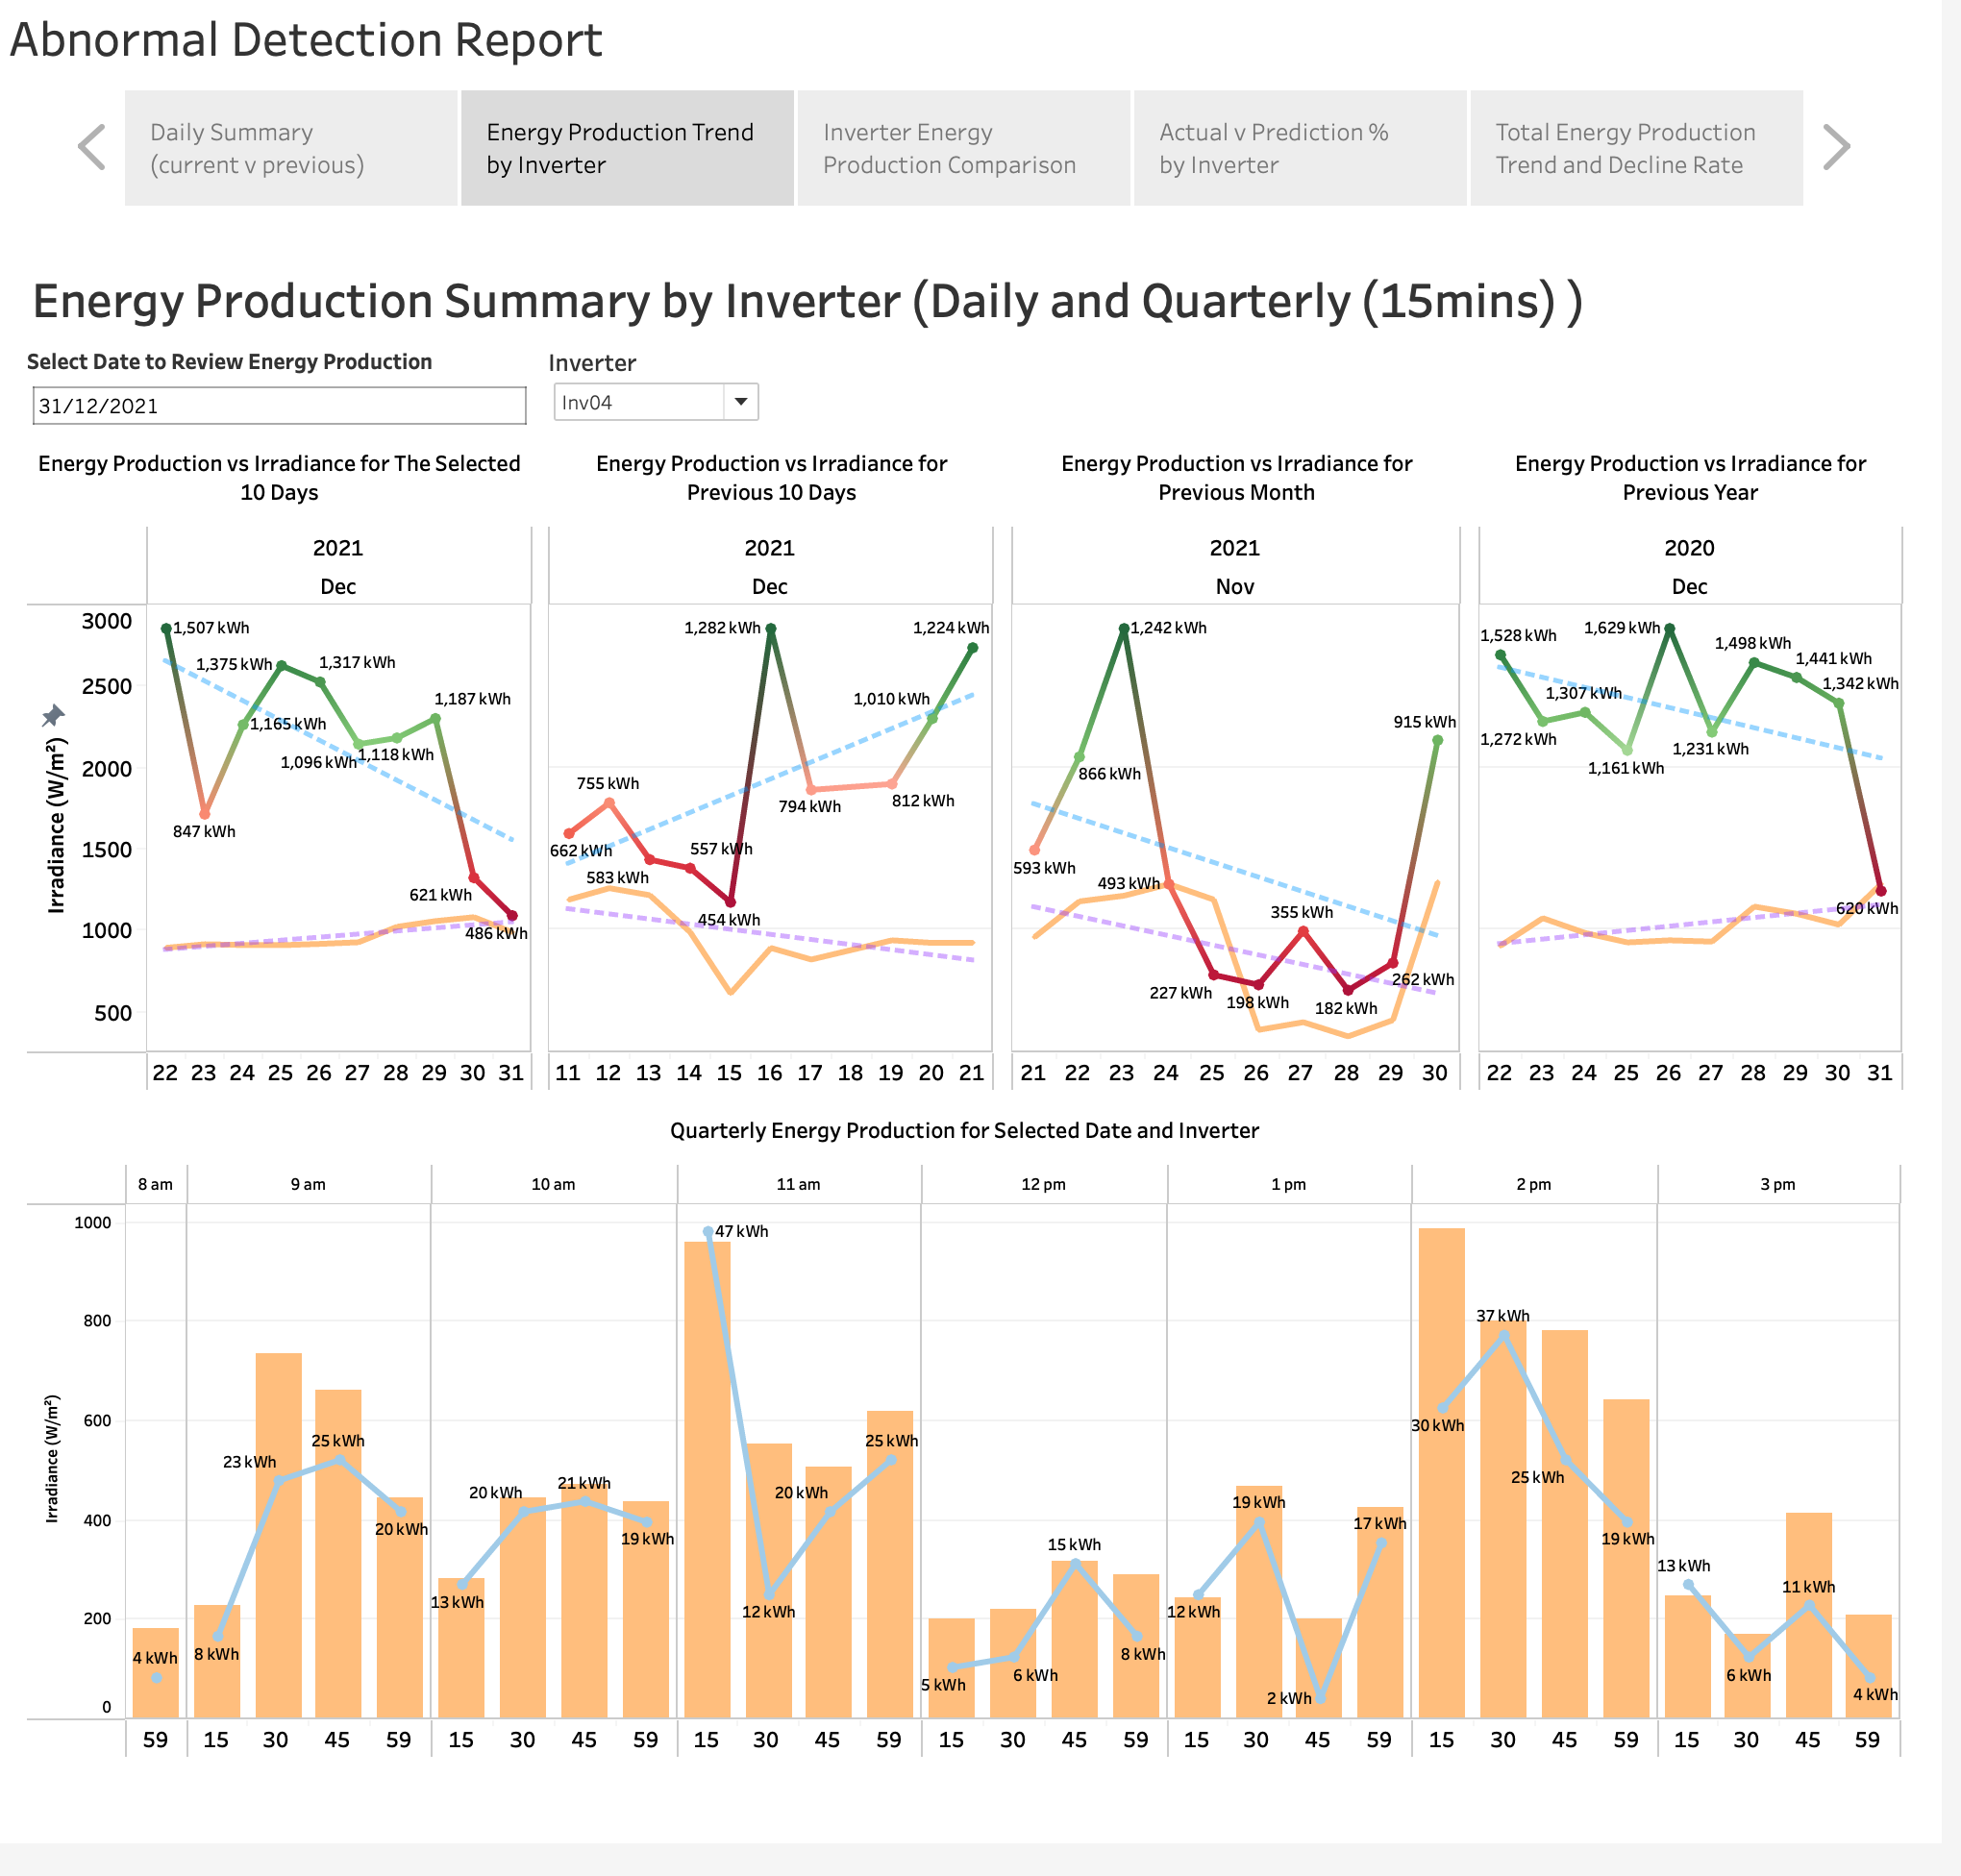 Abnormal Detection Report
Daily Summary
(current v previous)
Energy Production Trend
by Inverter
Inverter Energy
Production Comparison
Actual v Prediction %
by Inverter
Total Energy Production
Trend and Decline Rate
Energy Production Summary by Inverter (Daily and Quarterly (15mins) )
Select Date to Review Energy Production
31/12/2021
Inverter
Inv04
Energy Production vs Irradiance for The Selected
10 Days
2021
Dec
Irradiance (W/m²)
3000
2500
2000
1500
1000
500
1,507 kWh
847 kWh
1,165 kWh
1,375 kWh
1,317 kWh
1,096 kWh
1,118 kWh
1,187 kWh
621 kWh
486 kWh
22 23 24 25 26 27 28 29 30 31
Energy Production vs Irradiance for
Previous 10 Days
2021
Dec
662 kWh
755 kWh
583 kWh
557 kWh
454 kWh
1,282 kWh
794 kWh
812 kWh
1,010 kWh
1,224 kWh
11 12 13 14 15 16 17 18 19 20 21
Energy Production vs Irradiance for
Previous Month
2021
Nov
593 kWh
866 kWh
1,242 kWh
493 kWh
227 kWh
198 kWh
355 kWh
182 kWh
262 kWh
915 kWh
21 22 23 24 25 26 27 28 29 30
Energy Production vs Irradiance for
Previous Year
2020
Dec
1,528 kWh
1,272 kWh
1,307 kWh
1,161 kWh
1,629 kWh
1,231 kWh
1,498 kWh
1,441 kWh
1,342 kWh
620 kWh
22 23 24 25 26 27 28 29 30 31
Quarterly Energy Production for Selected Date and Inverter
8 am 9 am 10 am 11 am 12 pm 1 pm 2 pm 3 pm
Irradiance (W/m²)
1000
800
600
400
200
0
4 kWh
8 kWh
23 kWh
25 kWh
20 kWh
13 kWh
20 kWh
21 kWh
19 kWh
47 kWh
12 kWh
20 kWh
25 kWh
5 kWh
6 kWh
15 kWh
8 kWh
12 kWh
19 kWh
2 kWh
17 kWh
30 kWh
37 kWh
25 kWh
19 kWh
13 kWh
6 kWh
11 kWh
4 kWh
59 15 30 45 59 15 30 45 59 15 30 45 59 15 30 45 59 15 30 45 59 15 30 45 59 15 30 45 59